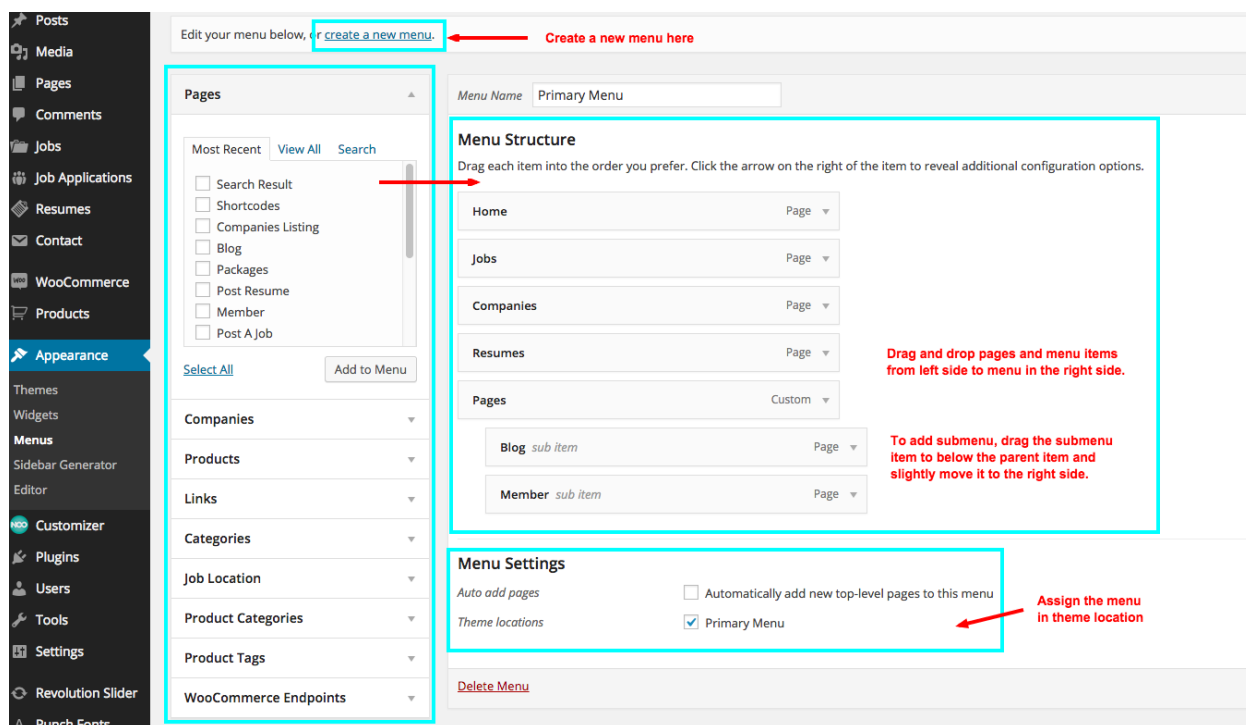 Posts
Media
Pages
Comments
Jobs
Job Applications
Resumes
Contact
WooCommerce
Products
Appearance
Themes
Widgets
Menus
Sidebar Generator
Editor
Customizer
Plugins
Users
Tools
Settings
Revolution Slider
Punch Fonts
Edit your menu below, or create a new menu.
Create a new menu here
Pages
Most Recent View All Search
Search Result
Shortcodes
Companies Listing
Blog
Packages
Post Resume
Member
Post A Job
Select All Add to Menu
Companies
Products
Links
Categories
Job Location
Product Categories
Product Tags
WooCommerce Endpoints
Menu Name Primary Menu
Menu Structure
Drag each item into the order you prefer. Click the arrow on the right of the item to reveal additional configuration options.
Home Page
Jobs Page
Companies Page
Resumes Page
Pages Custom
Blog sub item Page
Member sub item Page
Drag and drop pages and menu items
from left side to menu in the right side.
To add submenu, drag the submenu
item to below the parent item and
slightly move it to the right side.
Menu Settings
Auto add pages Automatically add new top-level pages to this menu
Theme locations Primary Menu
Assign the menu
in theme location
Delete Menu